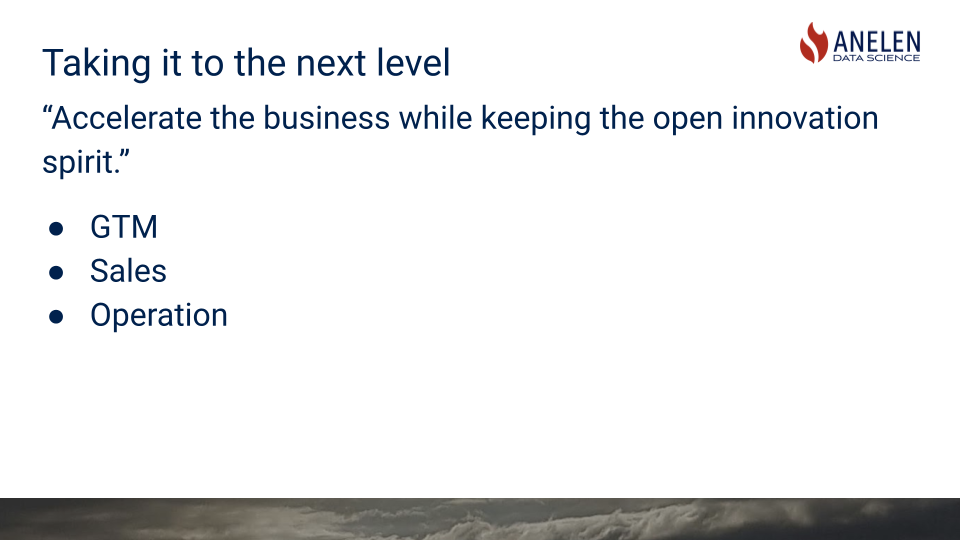 Taking it to the next level
ANELEN
DATA SCIENCE
“Accelerate the business while keeping the open innovation
spirit.”
● GTM
● Sales
● Operation